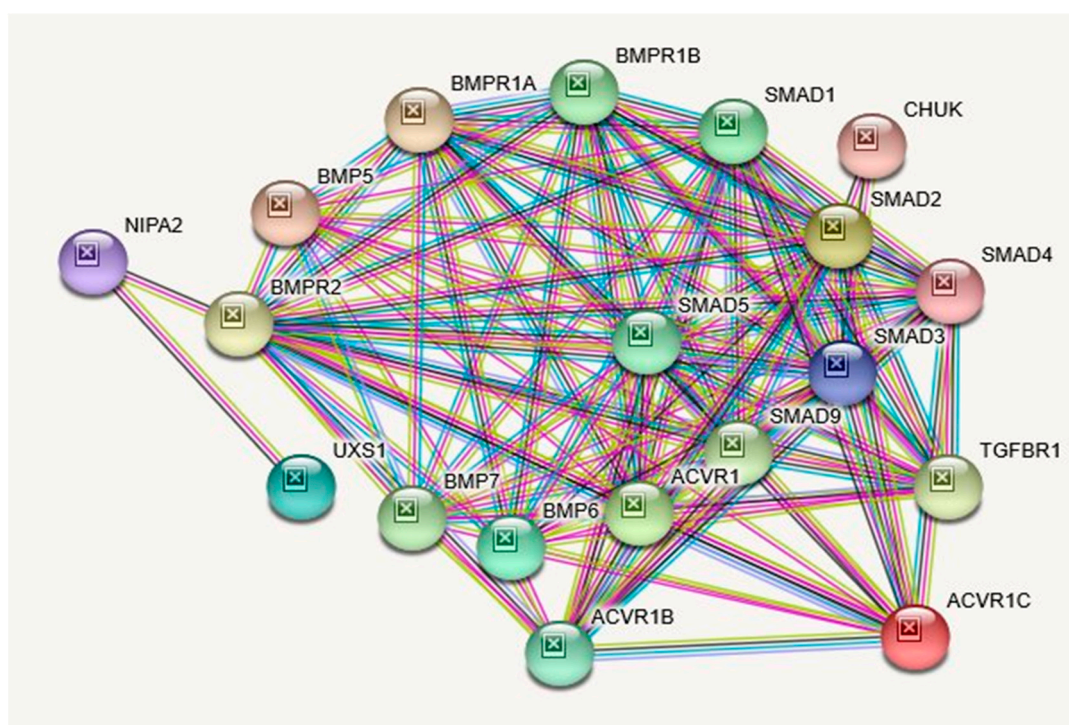 BMPR1B
BMPR1A
SMAD1
CHUK
BMP5
SMAD2
NIPA2
SMAD4
BMPR2
SMAD5
SMAD3
SMAD9
UXS1
TGFBR1
BMP7
ACVR1
BMP6
ACVR1C
ACVR1B